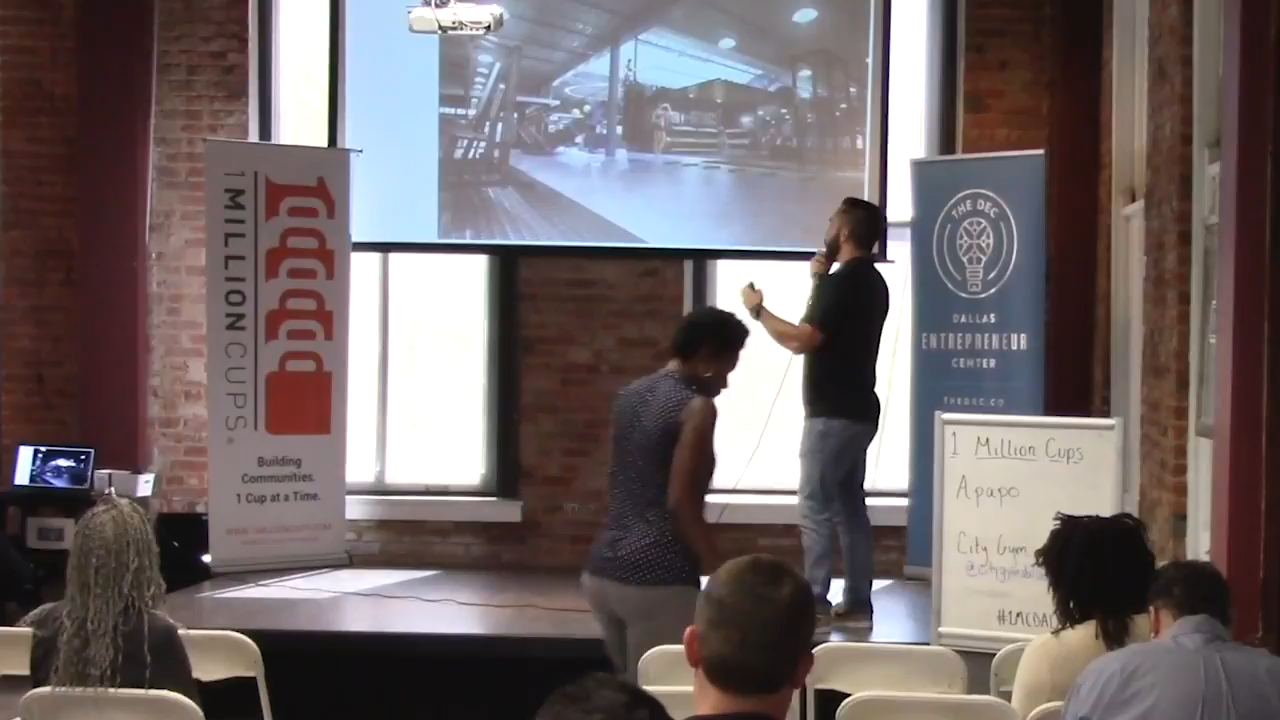 1 MILLION CUPS
Building
Communities.
1 Cup at a Time.
THE DEC
DALLAS
ENTREPRENEUR
CENTER
THEDEC.CO
1 Million Cups
Apapo
City Gym